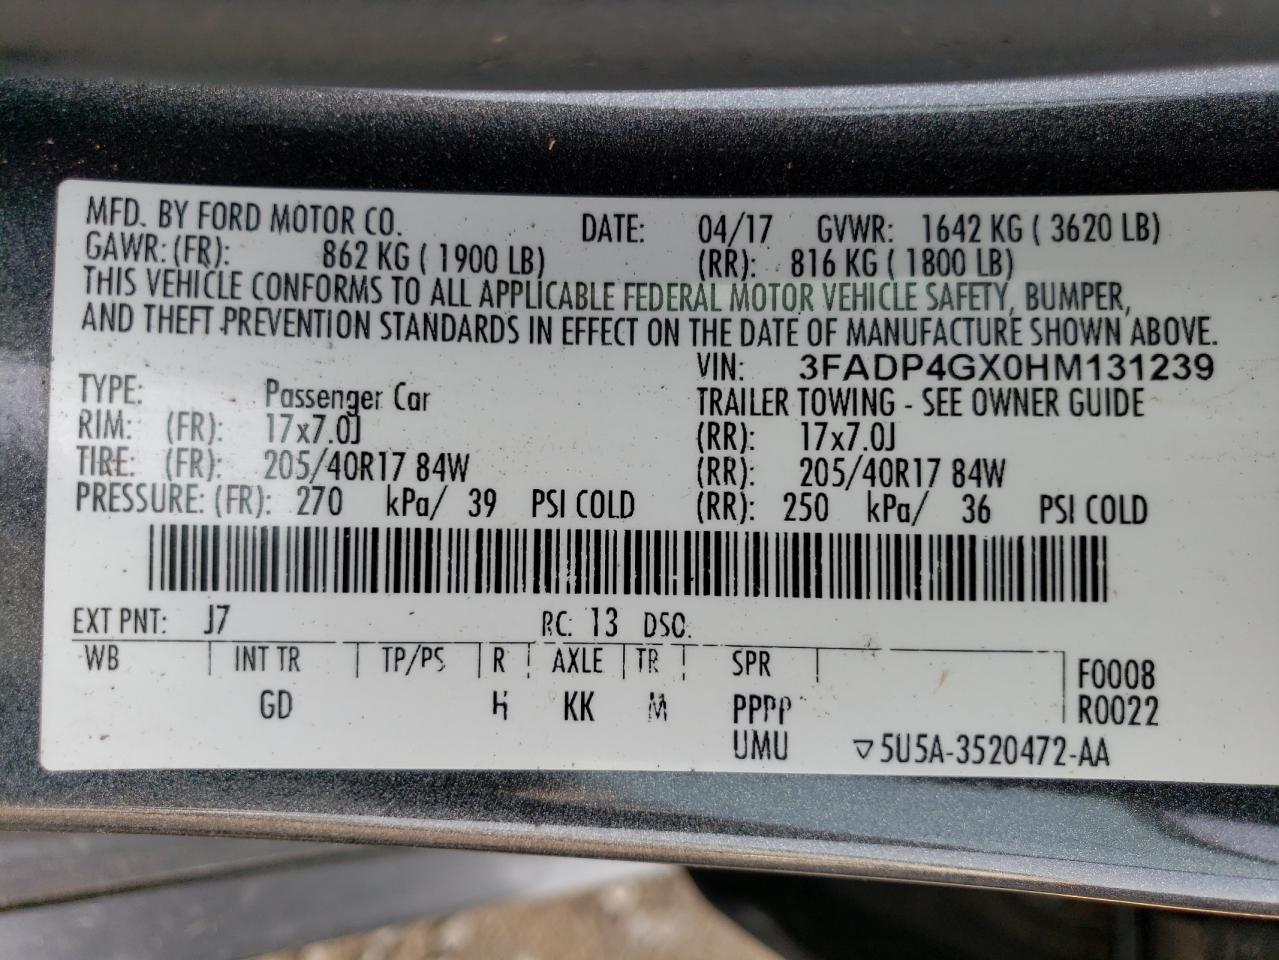 MFD. BY FORD MOTOR CO. DATE: 04/17 GVWR: 1642 KG ( 3620 LB)
GAWR: (FR): 862 KG ( 1900 LB) (RR): 816 KG ( 1800 LB)
THIS VEHICLE CONFORMS TO ALL APPLICABLE FEDERAL MOTOR VEHICLE SAFETY, BUMPER,
AND THEFT PREVENTION STANDARDS IN EFFECT ON THE DATE OF MANUFACTURE SHOWN ABOVE.
VIN: 3FADP4GX0HM131239
TYPE: Passenger Car TRAILER TOWING - SEE OWNER GUIDE
RIM: (FR): 17x7.0J (RR): 17x7.0J
TIRE: (FR): 205/40R17 84W (RR): 205/40R17 84W
PRESSURE: (FR): 270 kPa/ 39 PSI COLD (RR): 250 kPa/ 36 PSI COLD
EXT PNT: J7 RC: 13 DSO:
WB INT TR TP/PS R AXLE TR SPR F0008
GD H KK M PPPP R0022
UMU ▽5U5A-3520472-AA